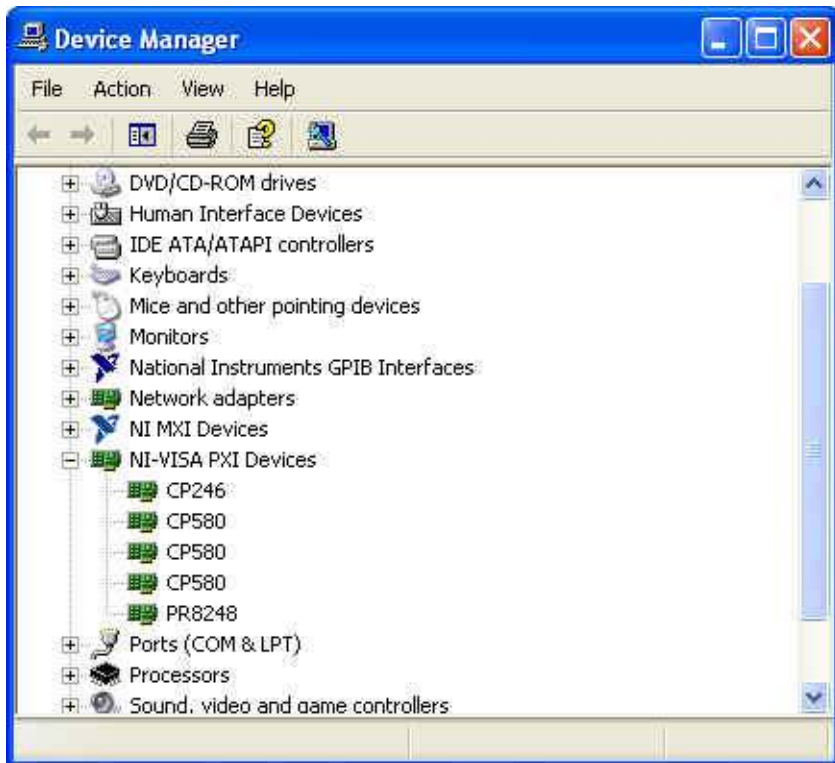 Device Manager
File Action View Help
DVD/CD-ROM drives
Human Interface Devices
IDE ATA/ATAPI controllers
Keyboards
Mice and other pointing devices
Monitors
National Instruments GPIB Interfaces
Network adapters
NI MXI Devices
NI-VISA PXI Devices
CP246
CP580
CP580
CP580
PR8248
Ports (COM & LPT)
Processors
Sound, video and game controllers